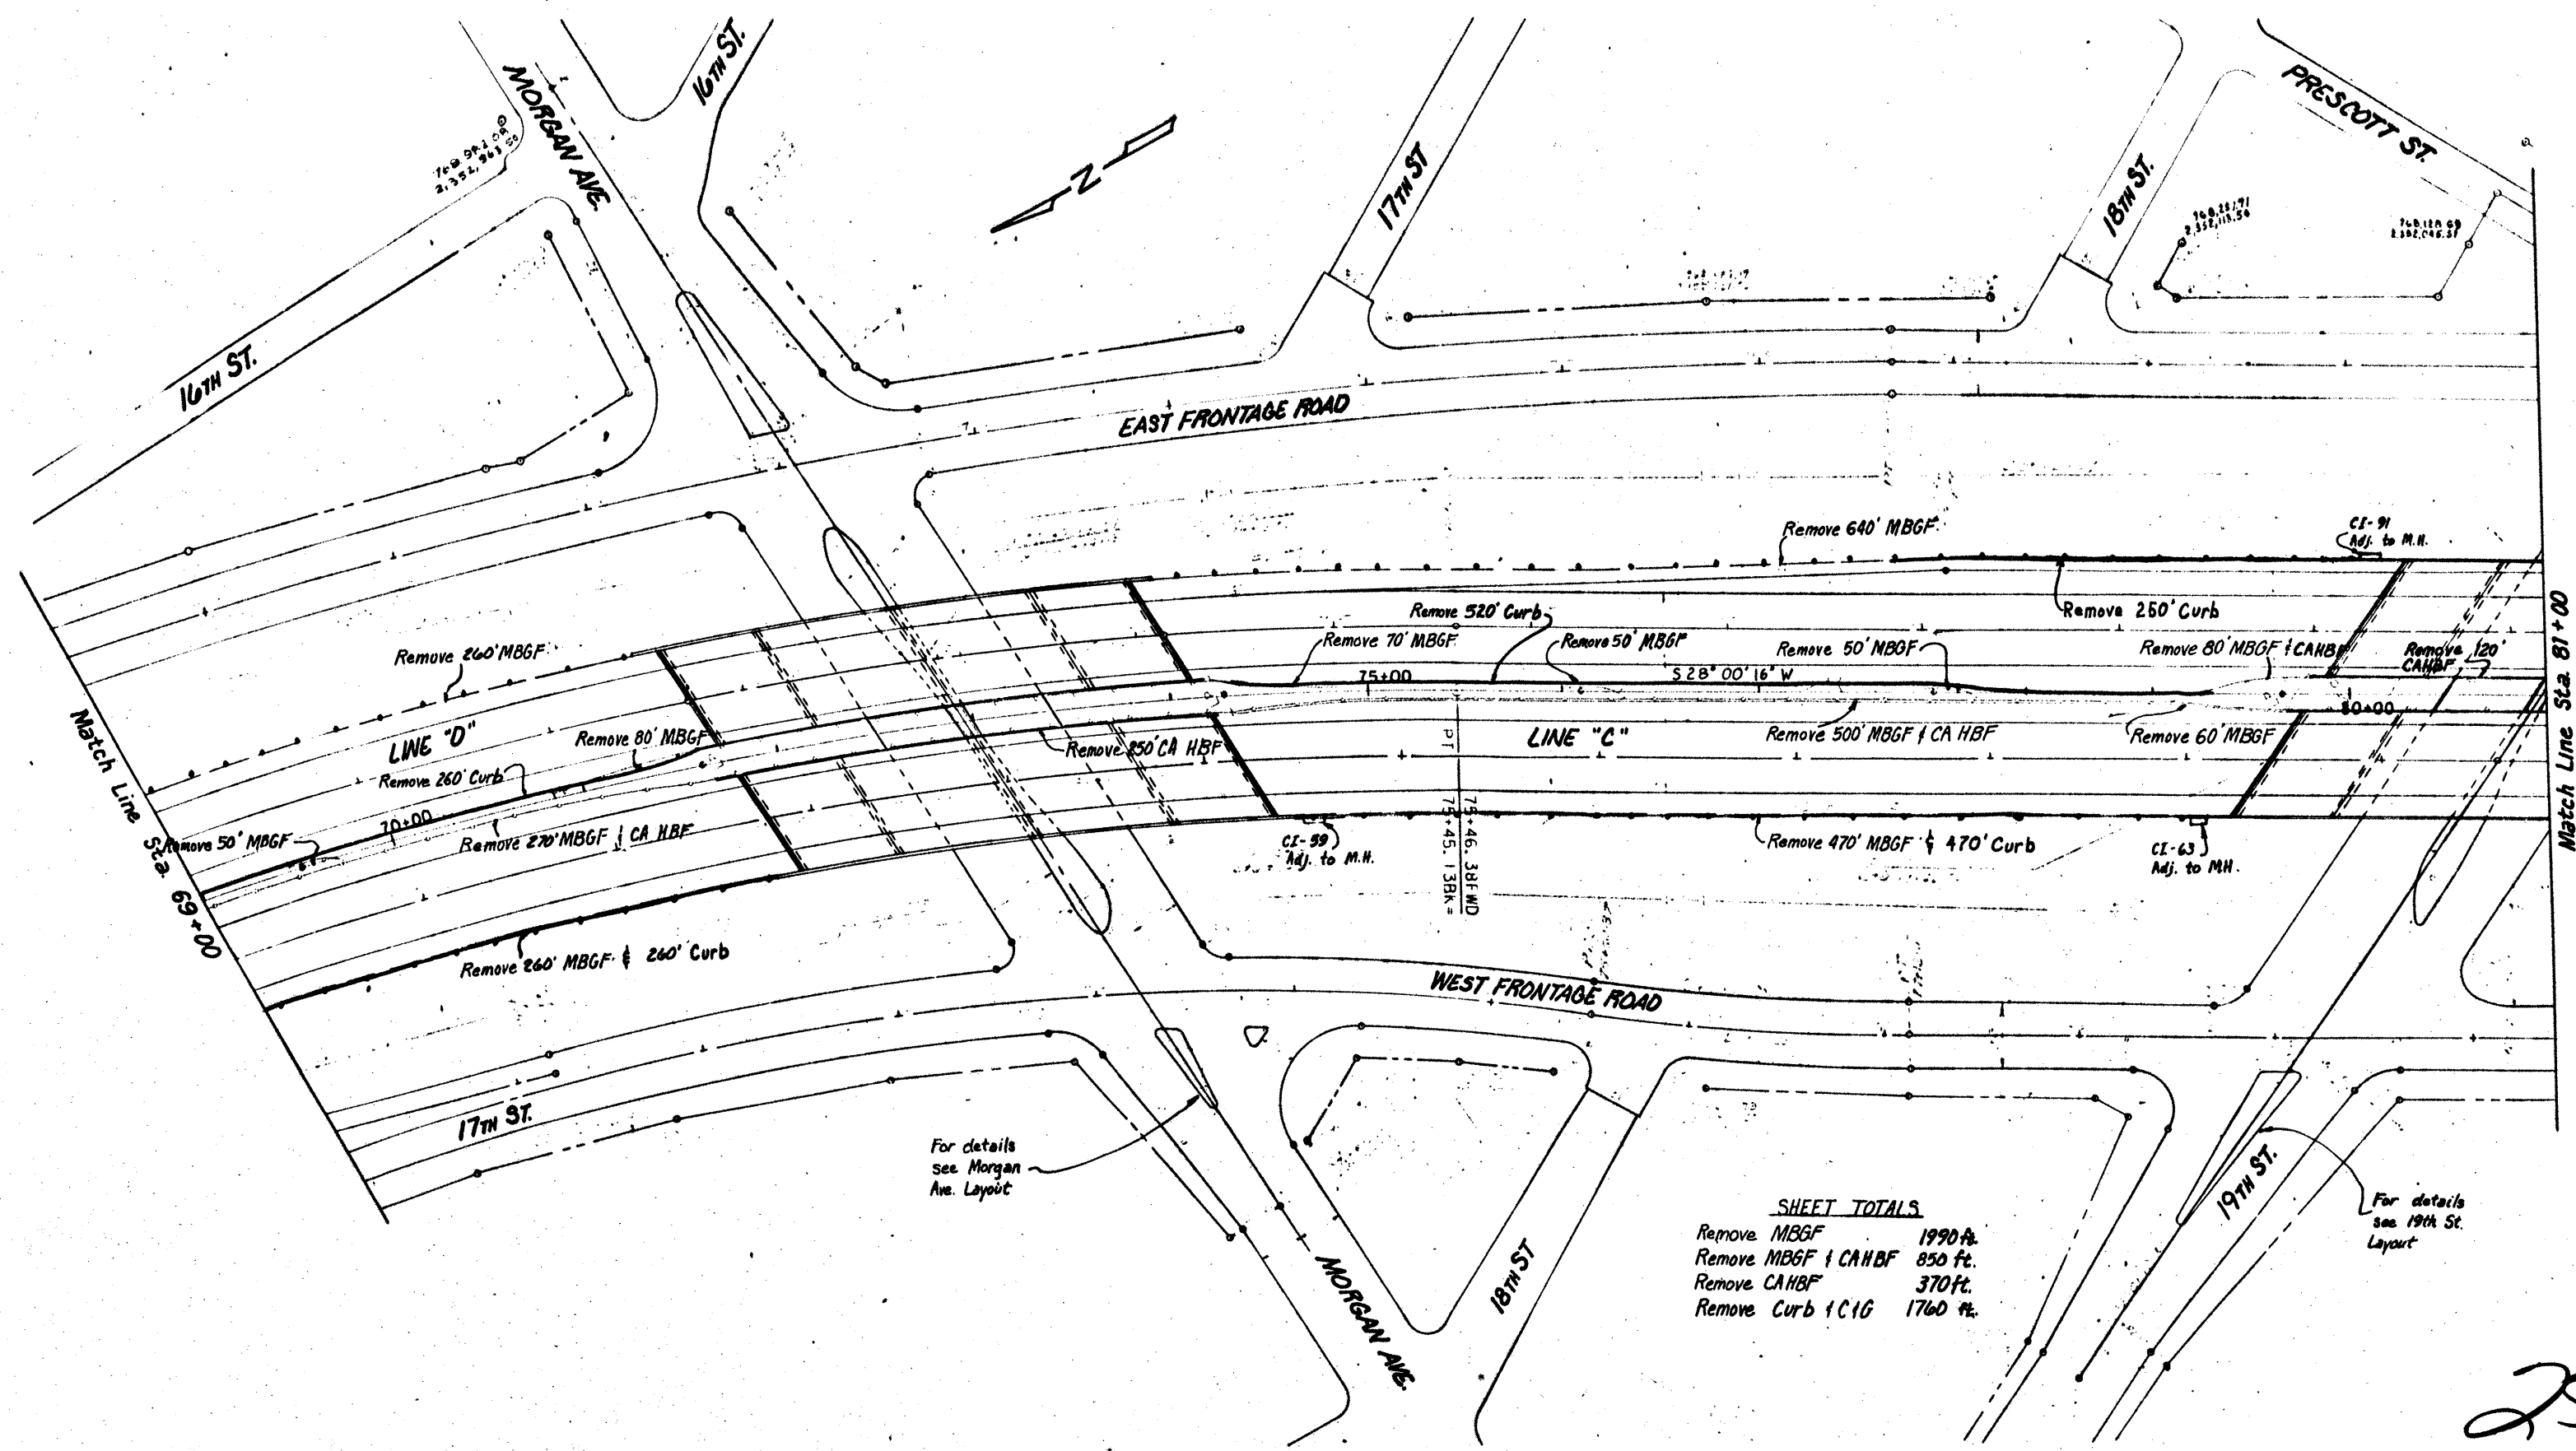 MORGAN AVE.
16TH ST.
17TH ST
18TH ST.
PRESCOTT ST.
N
16TH ST.
EAST FRONTAGE ROAD
Remove 640' MBGF
CI-91
Adj. to M.H.
Remove 520' Curb
Remove 250' Curb
Remove 260' MBGF
Remove 70' MBGF
Remove 50' MBGF
Remove 50' MBGF
Remove 80' MBGF & CAHBF
Remove 120'
CAHBF
75+00
S 28° 00' 16" W
80+00
Match Line Sta. 81+00
Match Line Sta. 69+00
LINE "D"
Remove 80' MBGF
Remove 250' CA HBF
LINE "C"
Remove 500' MBGF & CA HBF
Remove 60' MBGF
Remove 260' Curb
70+00
Remove 50' MBGF
Remove 270' MBGF & CA HBF
PT
75+45.13Bk =
75+46.38FWD
CI-59
Adj. to M.H.
Remove 470' MBGF & 470' Curb
CI-63
Adj. to MH.
Remove 260' MBGF & 260' Curb
WEST FRONTAGE ROAD
17TH ST.
For details
see Morgan
Ave. Layout
MORGAN AVE.
18TH ST
19TH ST.
For details
see 19th St.
Layout
SHEET TOTALS
Remove MBGF 1990 ft.
Remove MBGF & CAHBF 850 ft.
Remove CAHBF 370 ft.
Remove Curb & C&G 1760 ft.